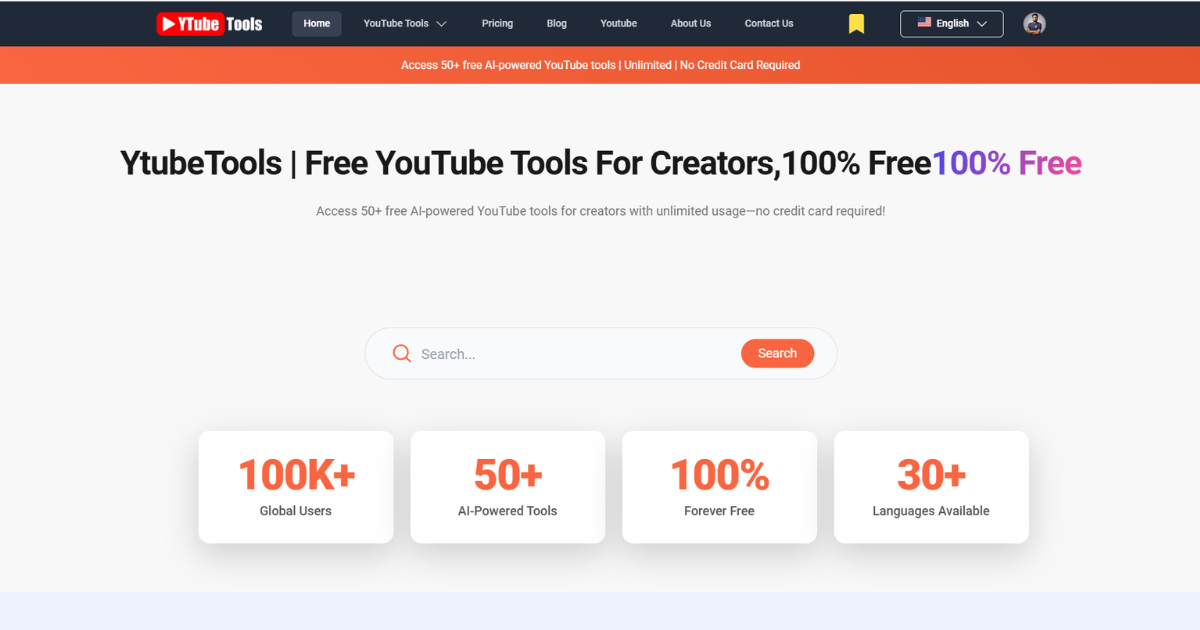 YTube Tools
Home
YouTube Tools
Pricing
Blog
Youtube
About Us
Contact Us
English
Access 50+ free AI-powered YouTube tools | Unlimited | No Credit Card Required
YtubeTools | Free YouTube Tools For Creators,100% Free100% Free
Access 50+ free AI-powered YouTube tools for creators with unlimited usage—no credit card required!
Search...
Search
100K+
Global Users
50+
AI-Powered Tools
100%
Forever Free
30+
Languages Available